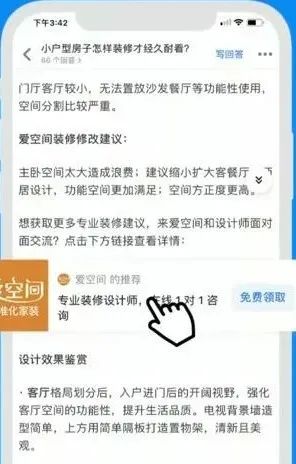 下午3:42
小户型房子怎样装修才经久耐看?
66个回答 >
写回答
门厅客厅较小，无法放置沙发餐厅等功能性使用，
空间分割比较严重。
爱空间装修修改建议：
主卧空间太大造成浪费；建议缩小扩大客餐厅
居设计，功能空间更加满足；空间方正度更高。
想获取更多专业装修建议，来爱空间和设计师面对
面交流？点击下方链接查看详情：
空间
准化家装
爱空间 的推荐
专业装修设计师，在线1对1咨
询
免费领取
设计效果鉴赏
· 客厅格局划分后，入户进门后的开阔视野，强化
客厅空间的功能性，提升生活品质。电视背景墙造
型简单，上方用简单隔板打造置物架，清新且美
观。